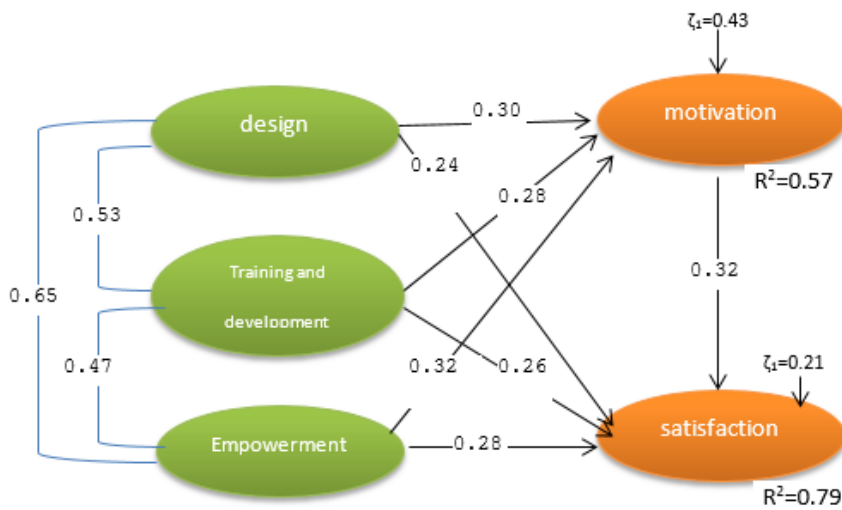 ζ₁=0.43
design
0.30
motivation
0.24
R²=0.57
0.28
0.53
Training and
development
0.32
0.65
0.47
0.32
0.26
ζ₁=0.21
Empowerment
0.28
satisfaction
R²=0.79